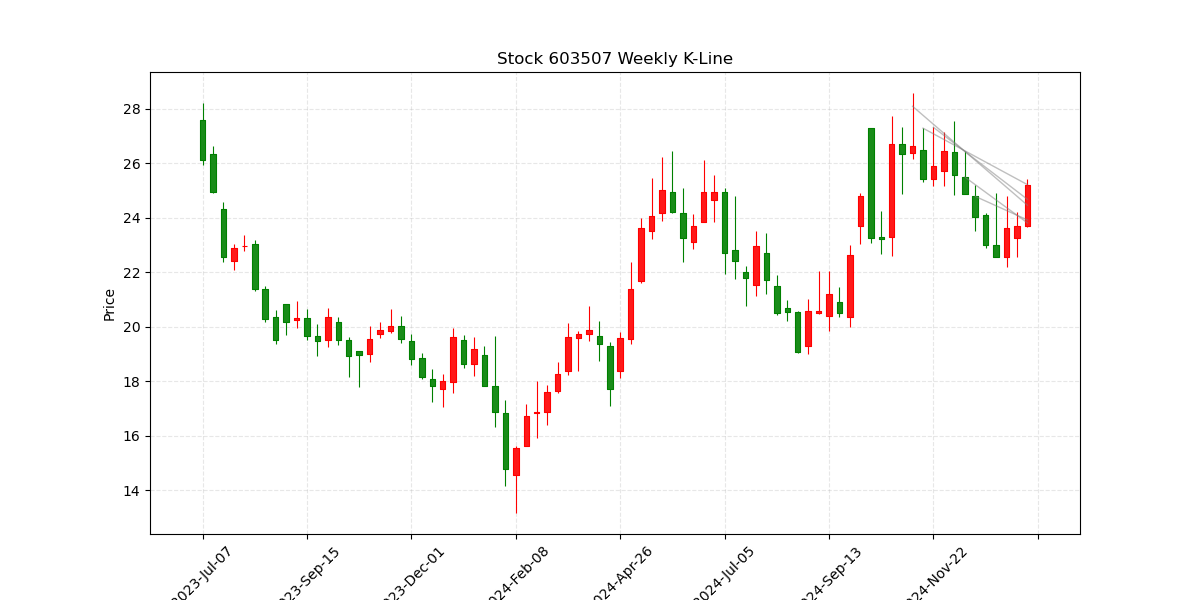 Stock 603507 Weekly K-Line
Price
28
26
24
22
20
18
16
14
2023-Jul-07
2023-Sep-15
2023-Dec-01
2024-Feb-08
2024-Apr-26
2024-Jul-05
2024-Sep-13
2024-Nov-22